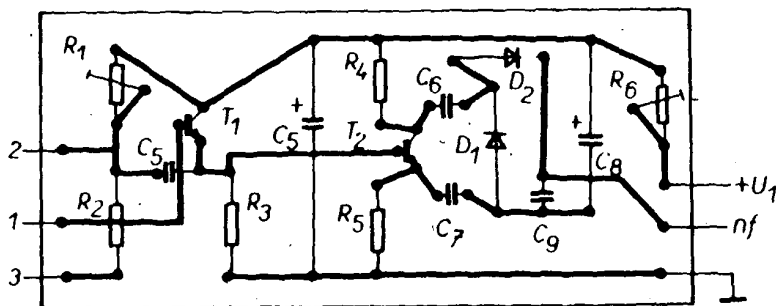 R1
R4
C6
D2
R6
T1
+
C5
T2
D1
+
2
C5
C8
+U1
1
R2
R3
R5
C7
C9
nf
3